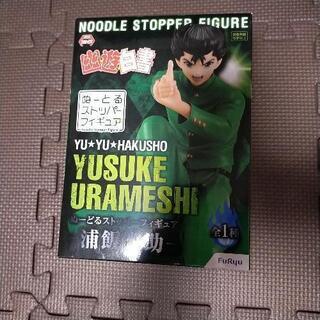 NOODLE STOPPER FIGURE
幽遊白書
ぬーどる
ストッパー
フィギュア
YU★YU★HAKUSHO
YUSUKE
URAMESHI
ぬーどるストッパーフィギュア
浦飯 助
全1種
FuRyu